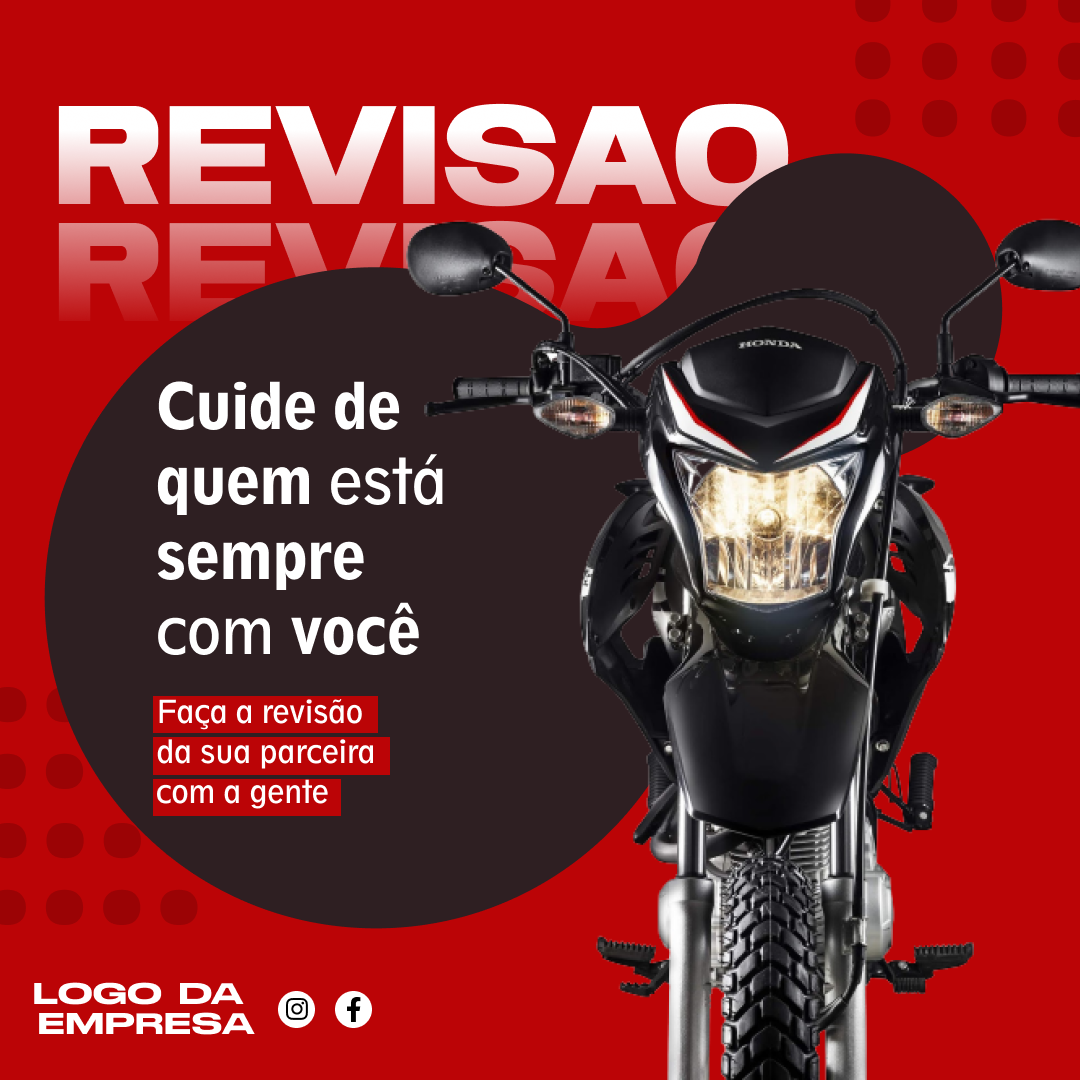 REVISAO
REVISAO
HONDA
Cuide de
quem está
sempre
com você
Faça a revisão
da sua parceira
com a gente
LOGO DA
EMPRESA